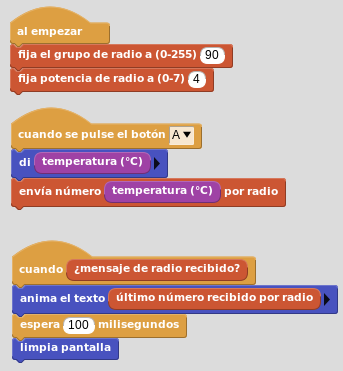 al empezar
fija el grupo de radio a (0-255) 90
fija potencia de radio a (0-7) 4
cuando se pulse el botón A
di temperatura (°C)
envía número temperatura (°C) por radio
cuando ¿mensaje de radio recibido?
anima el texto último número recibido por radio
espera 100 milisegundos
limpia pantalla